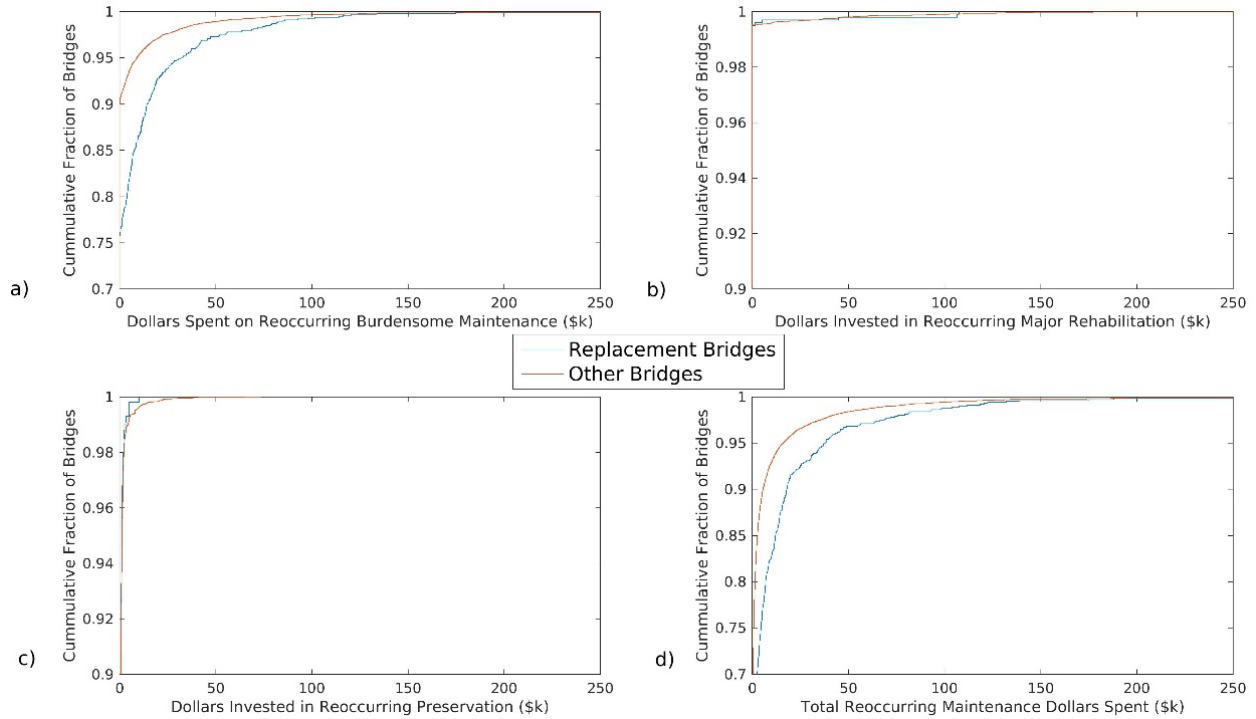 1
0.95
0.9
0.85
0.8
0.75
0.7
Cummulative Fraction of Bridges
a)
0 50 100 150 200 250
Dollars Spent on Reoccurring Burdensome Maintenance ($k)
1
0.98
0.96
0.94
0.92
0.9
Cummulative Fraction of Bridges
b)
0 50 100 150 200 250
Dollars Invested in Reoccurring Major Rehabilitation ($k)
Replacement Bridges
Other Bridges
1
0.98
0.96
0.94
0.92
0.9
Cummulative Fraction of Bridges
c)
0 50 100 150 200 250
Dollars Invested in Reoccurring Preservation ($k)
1
0.95
0.9
0.85
0.8
0.75
0.7
Cummulative Fraction of Bridges
d)
0 50 100 150 200 250
Total Reoccurring Maintenance Dollars Spent ($k)